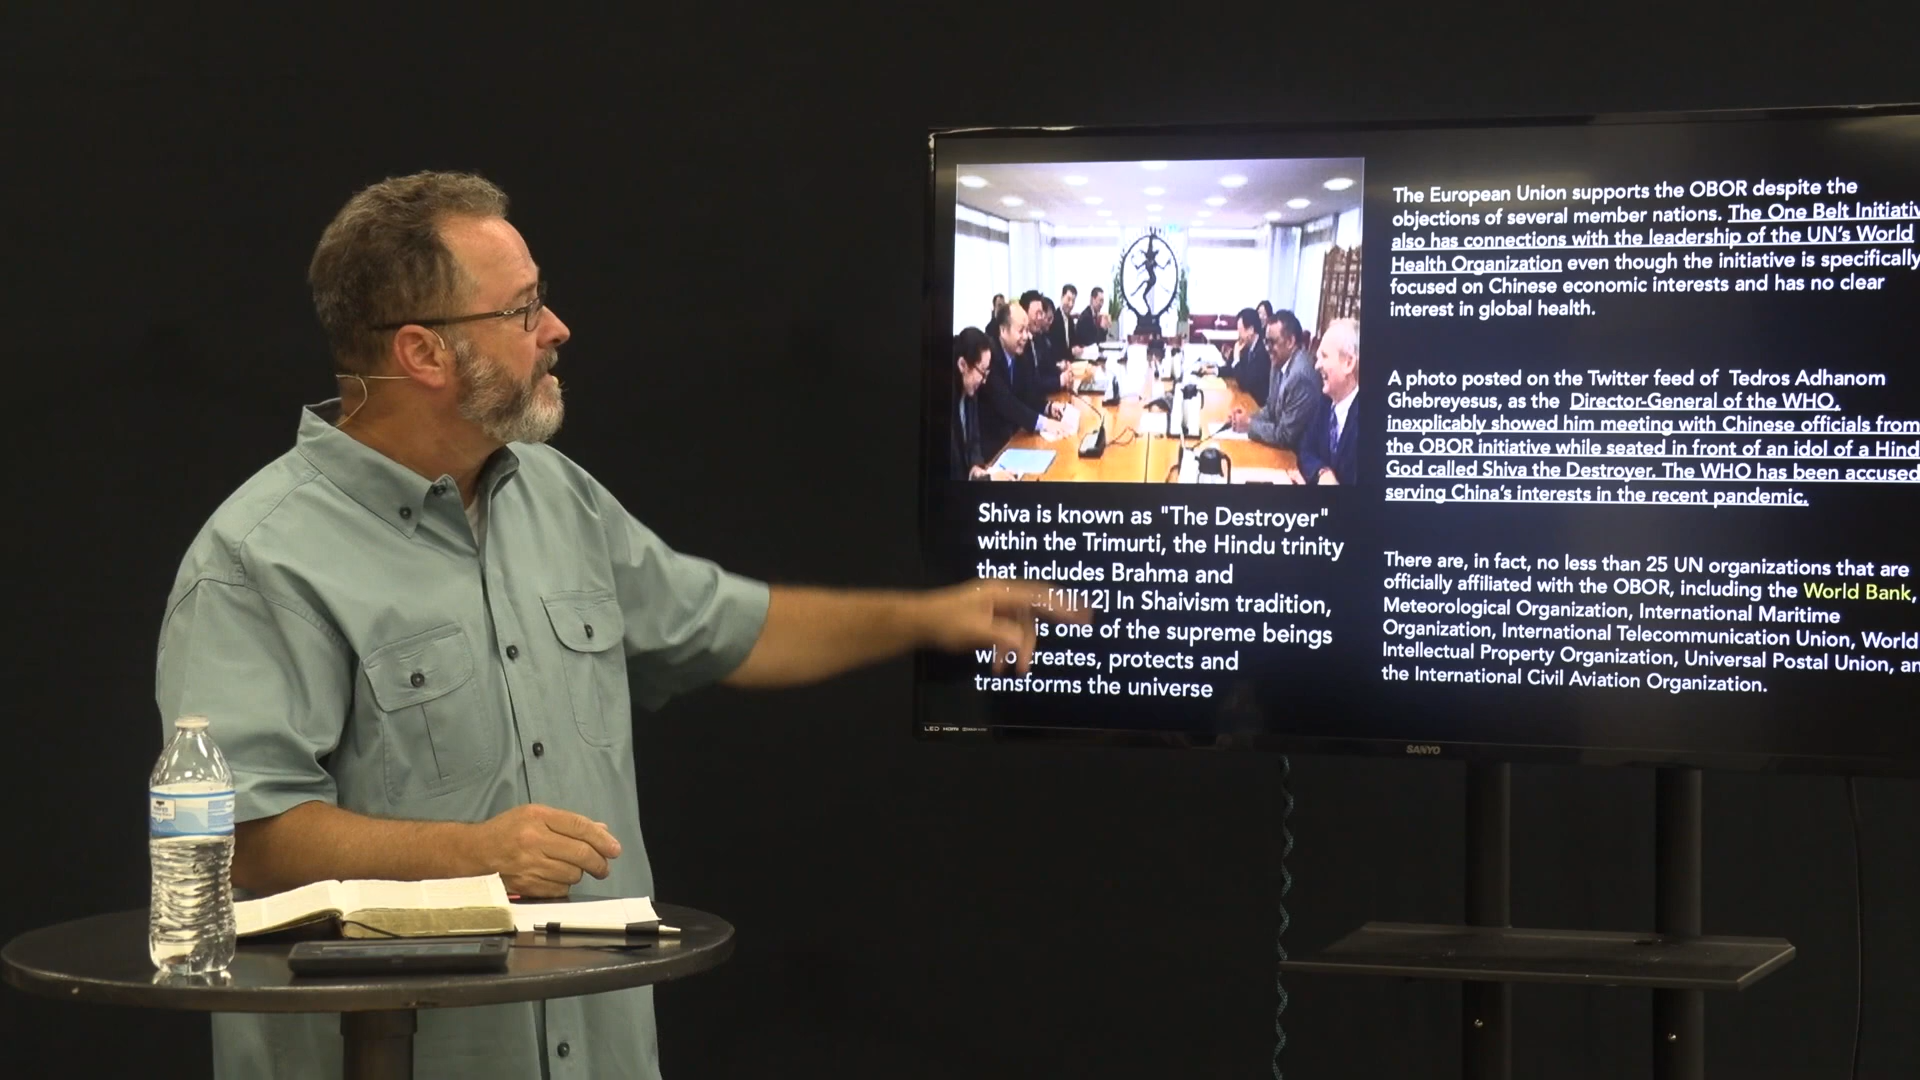 The European Union supports the OBOR despite the
objections of several member nations. The One Belt
also has connections with the leadership of the UN's World
Health Organization even though the initiative is specifically
focused on Chinese economic interests and has no clear
interest in global health.
A photo posted on the Twitter feed of Tedros Adhanom
Ghebreyesus, as the Director-General of the WHO,
inexplicably showed him meeting with Chinese officials from
the OBOR initiative while seated in front of an idol of a
God called Shiva the Destroyer. The WHO has been accused
serving China's interests in the recent pandemic.
There are, in fact, no less than 25 UN organizations that are
officially affiliated with the OBOR, including the World Bank,
Meteorological Organization, International Maritime
Organization, International Telecommunication Union, World
Intellectual Property Organization, Universal Postal Union,
the International Civil Aviation Organization.
Shiva is known as "The Destroyer"
within the Trimurti, the Hindu trinity
that includes Brahma and
[1][12] In Shaivism tradition,
is one of the supreme beings
who creates, protects and
transforms the universe
LED HDMI
SANYO